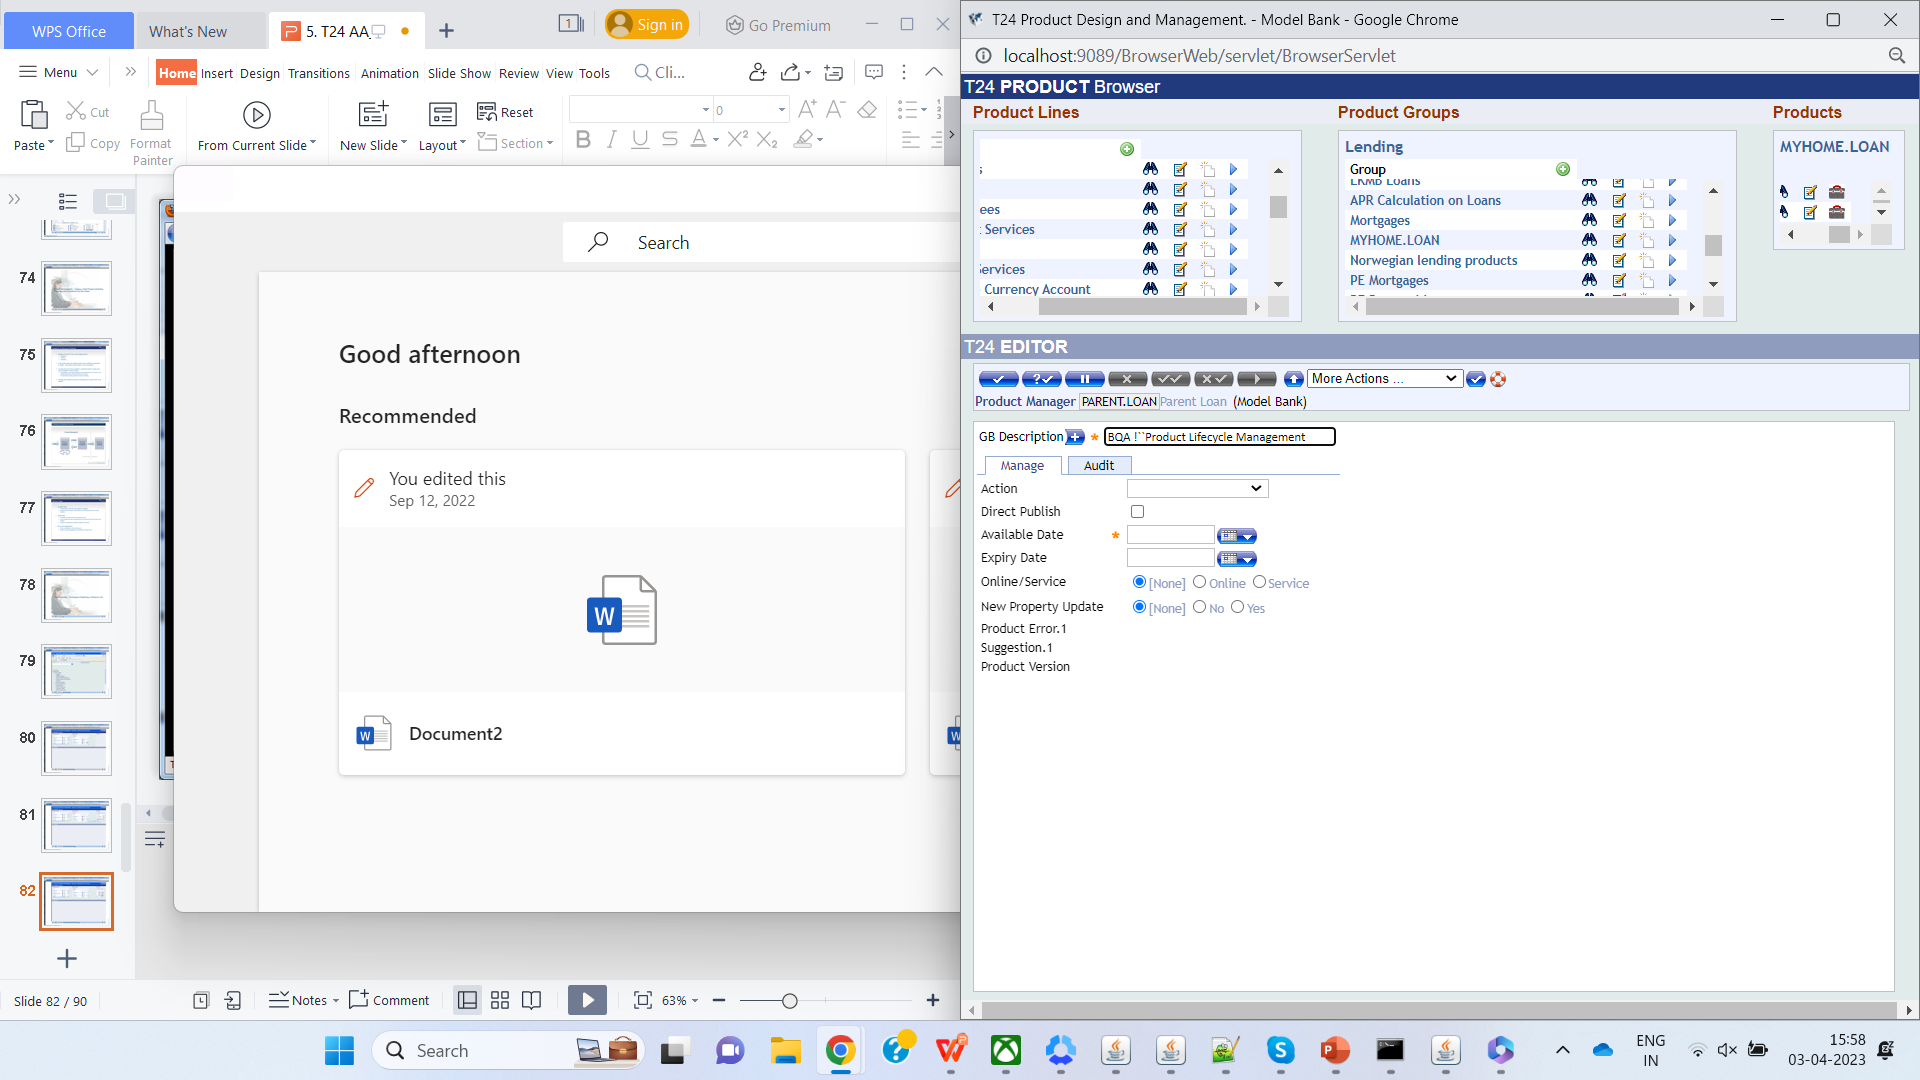 WPS Office
What's New
5. T24 AA
1
Sign in
Go Premium
Menu
Home
Insert
Design
Transitions
Animation
Slide Show
Review
View
Tools
Cli...
Paste
Cut
Copy
Format
Painter
From Current Slide
New Slide
Layout
Reset
Section
0
B I U S A X² X₂
74
75
76
77
78
79
80
81
82
Search
Good afternoon
Recommended
You edited this
Sep 12, 2022
W
Document2
Slide 82 / 90
Notes
Comment
63%
T24 Product Design and Management. - Model Bank - Google Chrome
localhost:9089/BrowserWeb/servlet/BrowserServlet
T24 PRODUCT Browser
Product Lines
Product Groups
Products
ees
: Services
Services
Currency Account
Lending
Group
LKMB Loans
APR Calculation on Loans
Mortgages
MYHOME.LOAN
Norwegian lending products
PE Mortgages
MYHOME.LOAN
T24 EDITOR
More Actions ...
Product Manager PARENT.LOAN Parent Loan (Model Bank)
GB Description * BQA !``Product Lifecycle Management
Manage
Audit
Action
Direct Publish
Available Date *
Expiry Date
Online/Service [None] Online Service
New Property Update [None] No Yes
Product Error.1
Suggestion.1
Product Version
Search
ENG
IN
15:58
03-04-2023